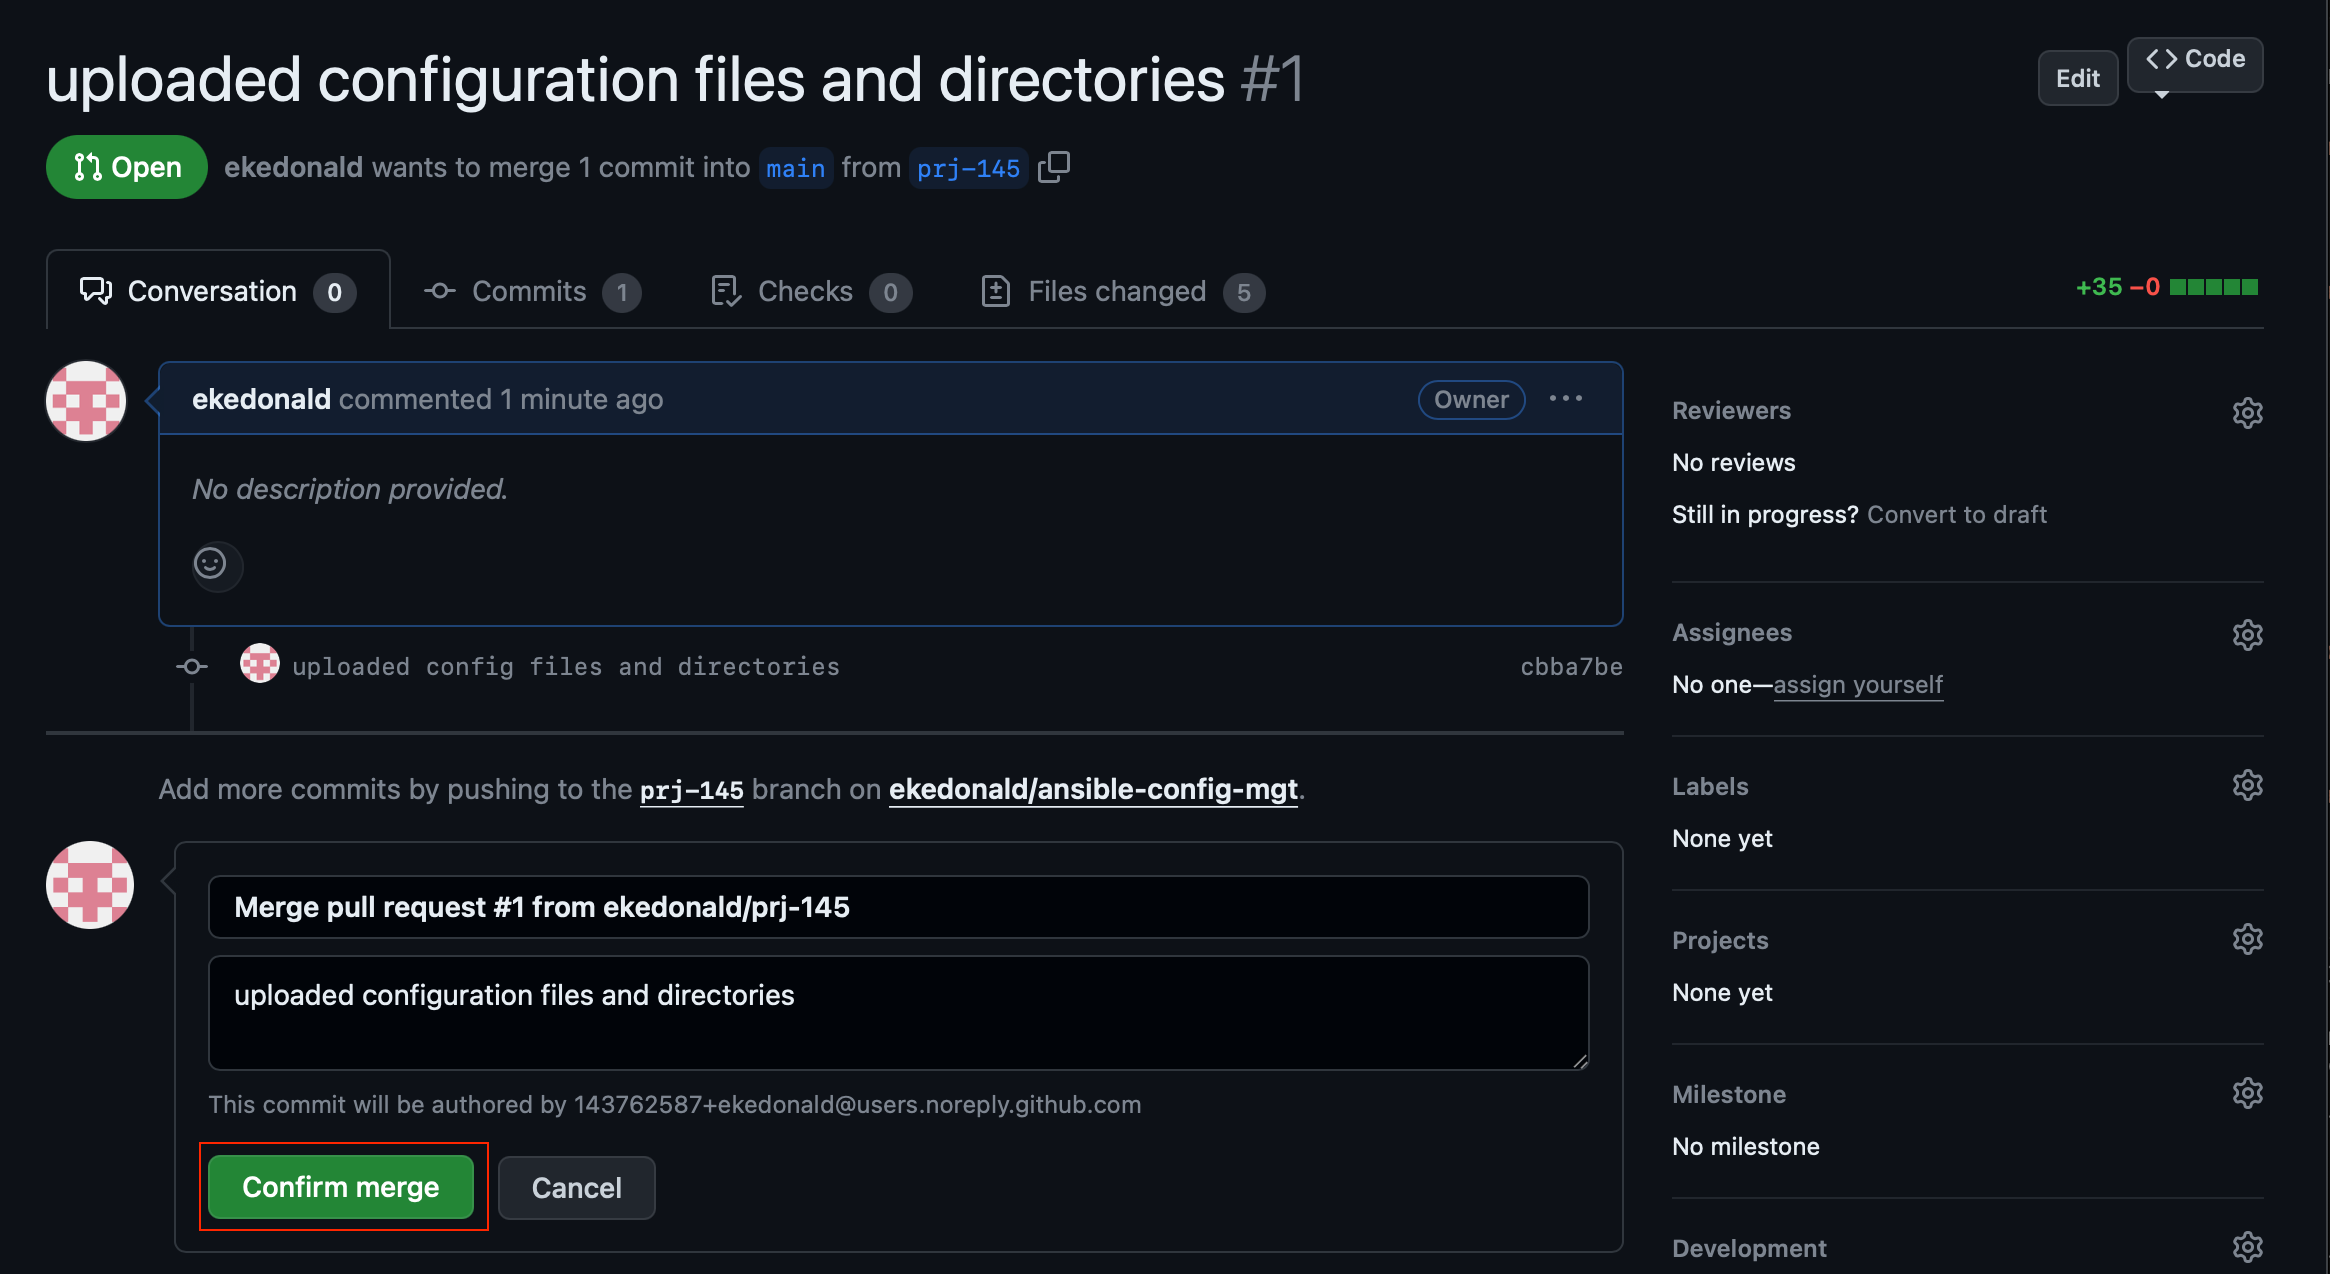 uploaded configuration files and directories #1
Edit
<> Code
Open
ekedonald wants to merge 1 commit into main from prj-145
Conversation 0
Commits 1
Checks 0
Files changed 5
+35 −0
ekedonald commented 1 minute ago
Owner
No description provided.
uploaded config files and directories
cbba7be
Add more commits by pushing to the prj-145 branch on ekedonald/ansible-config-mgt.
Merge pull request #1 from ekedonald/prj-145
uploaded configuration files and directories
This commit will be authored by 143762587+ekedonald@users.noreply.github.com
Confirm merge
Cancel
Reviewers
No reviews
Still in progress? Convert to draft
Assignees
No one—assign yourself
Labels
None yet
Projects
None yet
Milestone
No milestone
Development